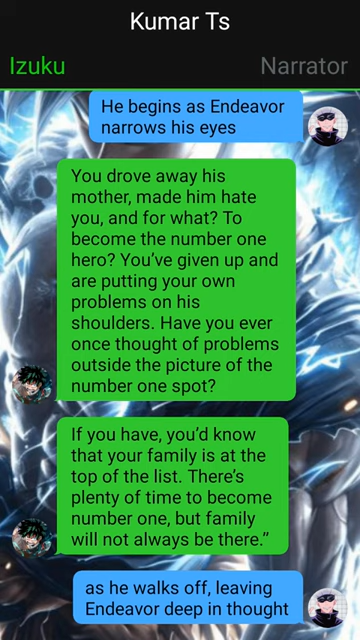 Kumar Ts
Izuku Narrator
He begins as Endeavor
narrows his eyes
You drove away his
mother, made him hate
you, and for what? To
become the number one
hero? You’ve given up and
are putting your own
problems on his
shoulders. Have you ever
once thought of problems
outside the picture of the
number one spot?
If you have, you’d know
that your family is at the
top of the list. There’s
plenty of time to become
number one, but family
will not always be there.”
as he walks off, leaving
Endeavor deep in thought